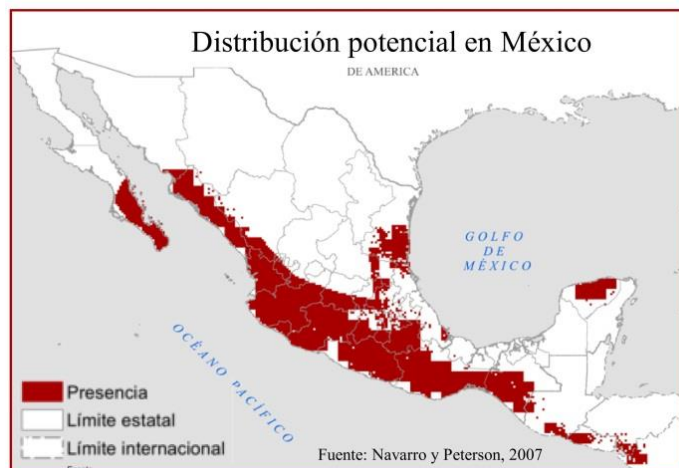 Distribución potencial en México
DE AMERICA
GOLFO
DE
MÉXICO
OCÉANO PACÍFICO
Presencia
Límite estatal
Límite internacional
Fuente: Navarro y Peterson, 2007